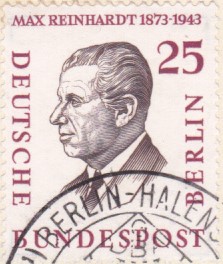 MAX REINHARDT 1873-1943
25
DEUTSCHE
BERLIN
BUNDESPOST
BERLIN-HALEN
B